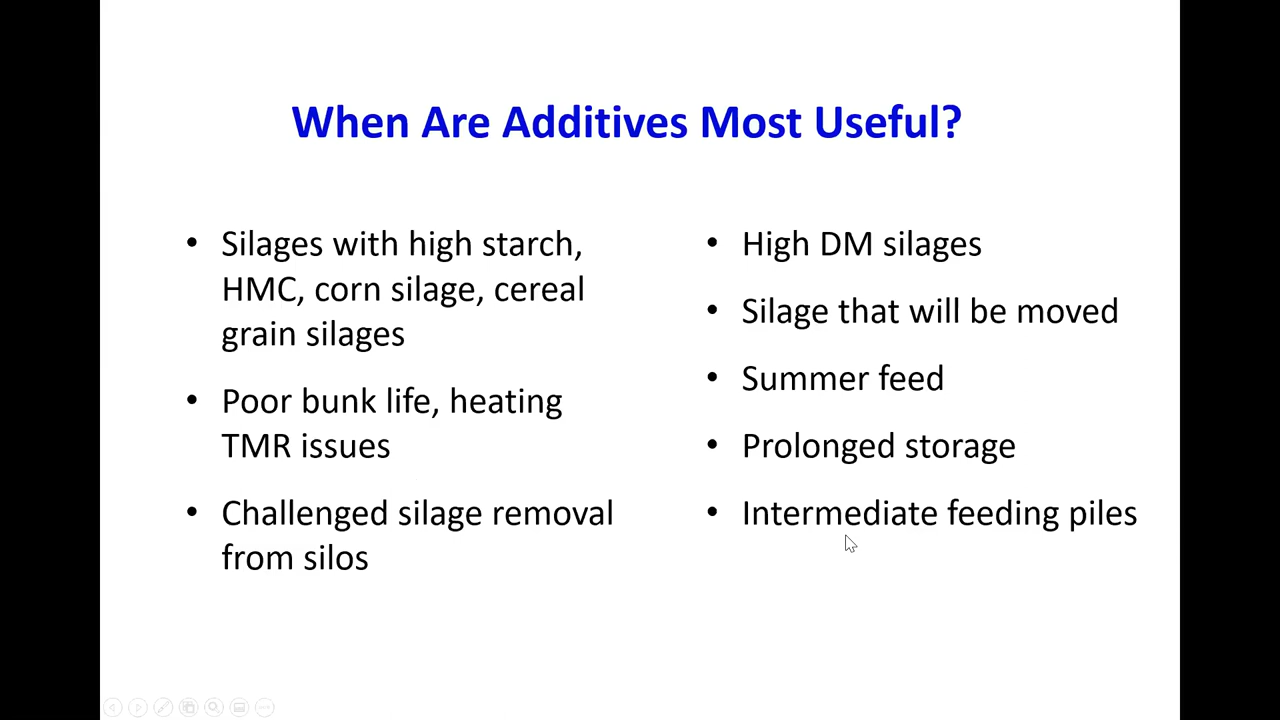 When Are Additives Most Useful?
• Silages with high starch,
HMC, corn silage, cereal
grain silages
• Poor bunk life, heating
TMR issues
• Challenged silage removal
from silos
• High DM silages
• Silage that will be moved
• Summer feed
• Prolonged storage
• Intermediate feeding piles